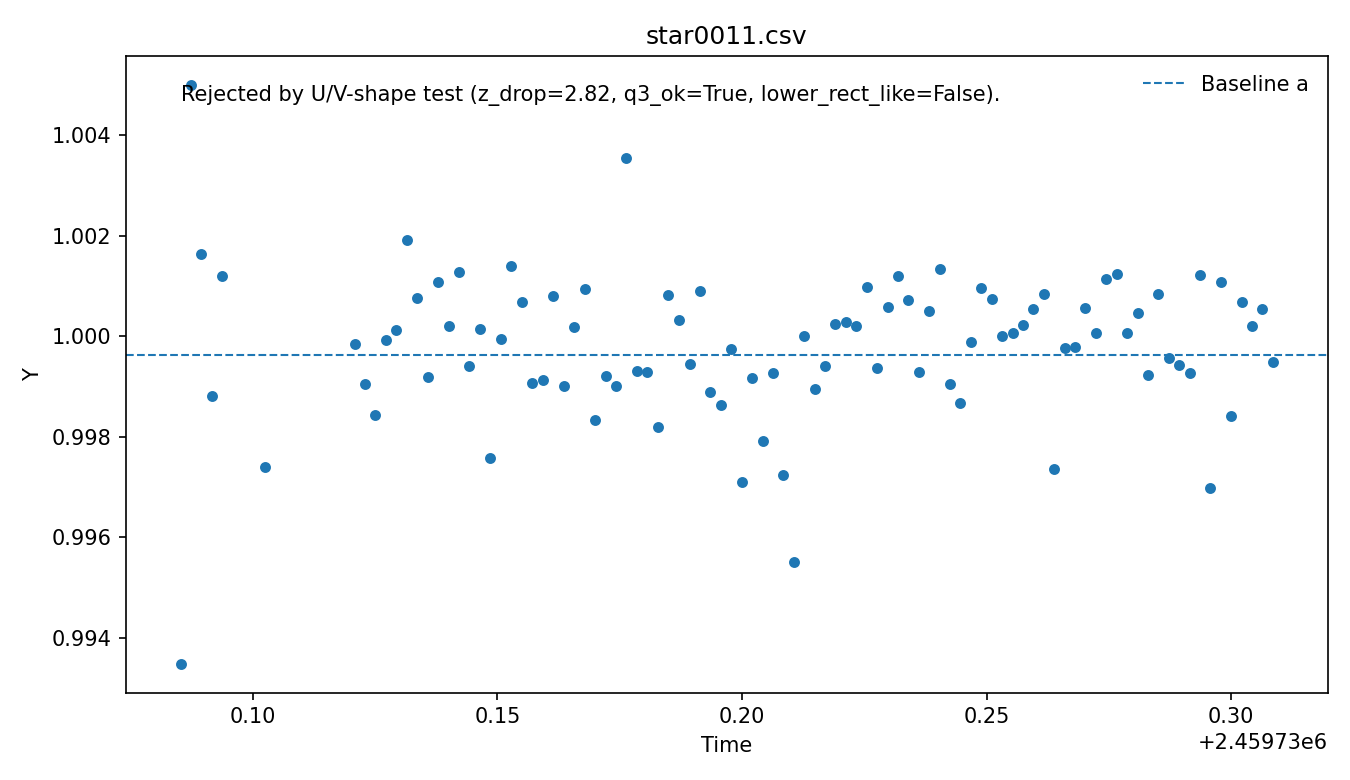 star0011.csv
Rejected by U/V-shape test (z_drop=2.82, q3_ok=True, lower_rect_like=False).
Baseline a
1.004
1.002
1.000
0.998
0.996
0.994
Y
0.10 0.15 0.20 0.25 0.30
Time
+2.45973e6